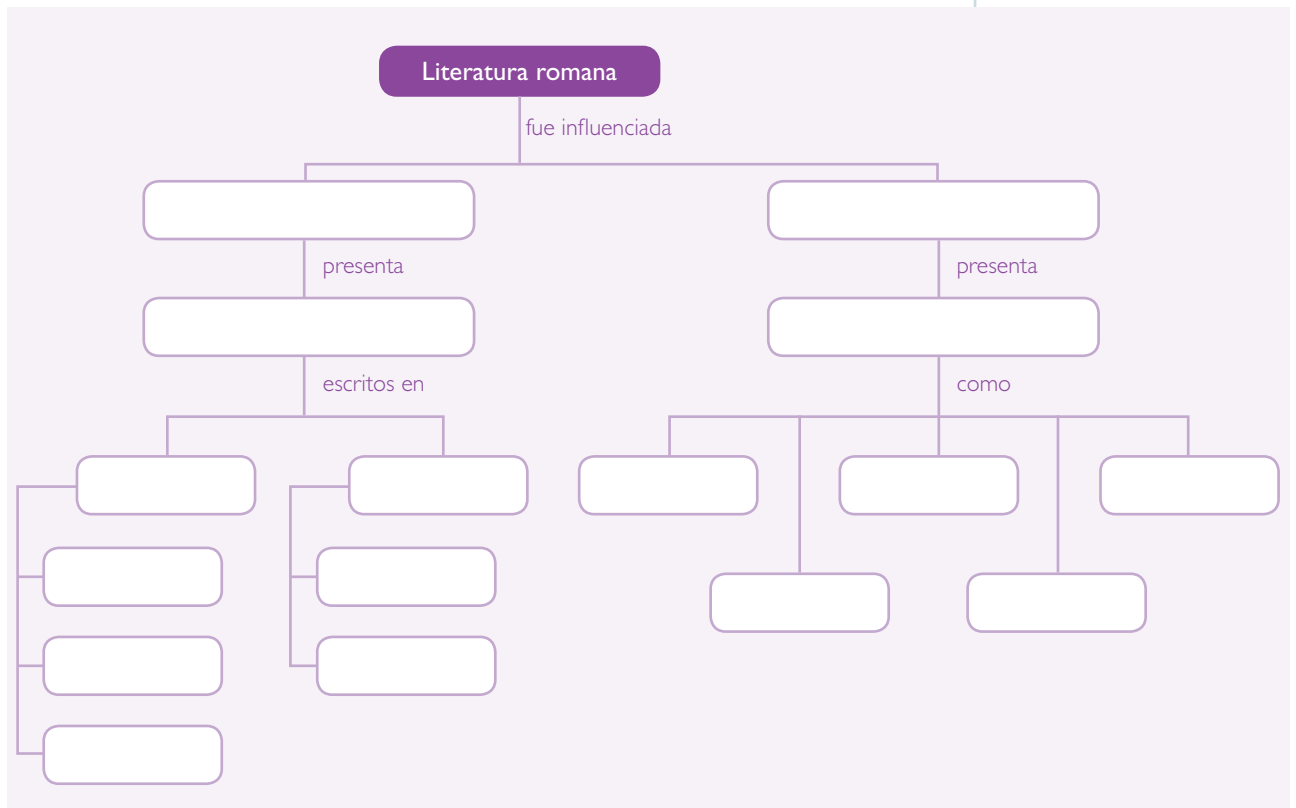 Literatura romana
fue influenciada
presenta
presenta
escritos en
como